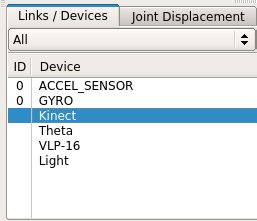 Links / Devices Joint Displacement
All
ID Device
0 ACCEL_SENSOR
0 GYRO
Kinect
Theta
VLP-16
Light